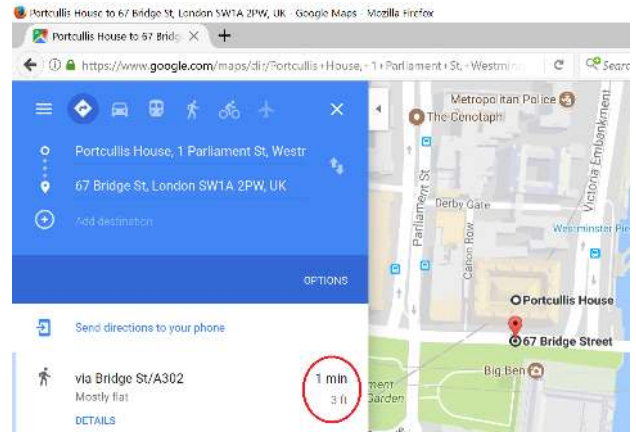 Portcullis House to 67 Bridge St, London SW1A 2PW, UK - Google Maps - Mozilla Firefox
Portcullis House to 67 Bridg
https://www.google.com/maps/dir/Portcullis+House,+1+Parliament+St,+Westmin
Sear
Portcullis House, 1 Parliament St, Westr
67 Bridge St, London SW1A 2PW, UK
Add destination
OPTIONS
Send directions to your phone
via Bridge St/A302
1 min
Mostly flat
3 ft
DETAILS
Metropolitan Police
The Cenotaph
Victoria Embankment
Parliament St
Derby Gate
Canon Row
Westminster Pie
Portcullis House
67 Bridge Street
Big Ben
Garden